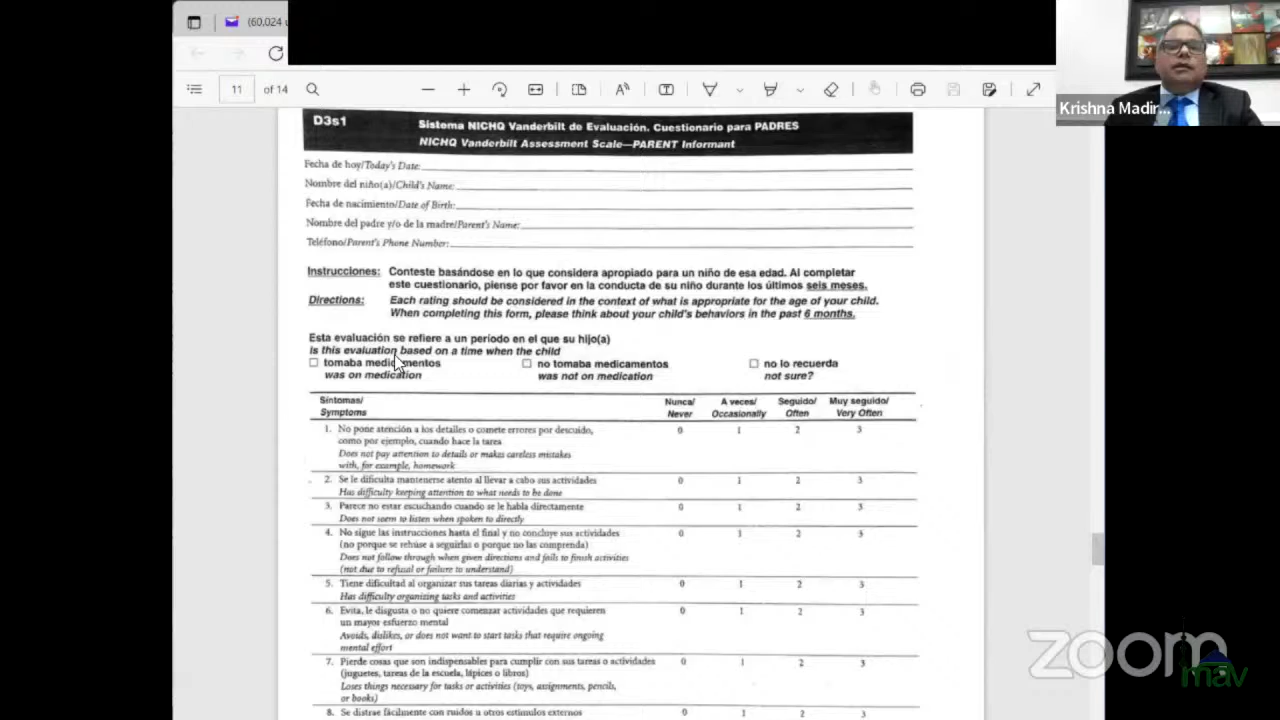 (60,024 u
11 of 14
Krishna Madir...
D3s1
Sistema NICHQ Vanderbilt de Evaluación. Cuestionario para PADRES
NICHQ Vanderbilt Assessment Scale—PARENT Informant
Fecha de hoy/Today's Date:
Nombre del niño(a)/Child's Name:
Fecha de nacimiento/Date of Birth:
Nombre del padre y/o de la madre/Parent's Name:
Teléfono/Parent's Phone Number:
Instrucciones: Conteste basándose en lo que considera apropiado para un niño de esa edad. Al completar
este cuestionario, piense por favor en la conducta de su niño durante los últimos seis meses.
Directions: Each rating should be considered in the context of what is appropriate for the age of your child.
When completing this form, please think about your child's behaviors in the past 6 months.
Esta evaluación se refiere a un período en el que su hijo(a)
Is this evaluation based on a time when the child
tomaba medicamentos no tomaba medicamentos no lo recuerda
was on medication was not on medication not sure?
Síntomas/ Nunca/ A veces/ Seguido/ Muy seguido/
Symptoms Never Occasionally Often Very Often
1. No pone atención a los detalles o comete errores por descuido, 0 1 2 3
como por ejemplo, cuando hace la tarea
Does not pay attention to details or makes careless mistakes
with, for example, homework
2. Se le dificulta mantenerse atento al llevar a cabo sus actividades 0 1 2 3
Has difficulty keeping attention to what needs to be done
3. Parece no estar escuchando cuando se le habla directamente 0 1 2 3
Does not seem to listen when spoken to directly
4. No sigue las instrucciones hasta el final y no concluye sus actividades 0 1 2 3
(no porque se rehúse a seguirlas o porque no las comprenda)
Does not follow through when given directions and fails to finish activities
(not due to refusal or failure to understand)
5. Tiene dificultad al organizar sus tareas diarias y actividades 0 1 2 3
Has difficulty organizing tasks and activities
6. Evita, le disgusta o no quiere comenzar actividades que requieren 0 1 2 3
un mayor esfuerzo mental
Avoids, dislikes, or does not want to start tasks that require ongoing
mental effort
7. Pierde cosas que son indispensables para cumplir con sus tareas o actividades 0 1 2 3
(juguetes, tareas de la escuela, lápices o libros)
Loses things necessary for tasks or activities (toys, assignments, pencils,
or books)
8. Se distrae fácilmente con ruidos u otros estímulos externos 0 1 2 3
zoom
mav